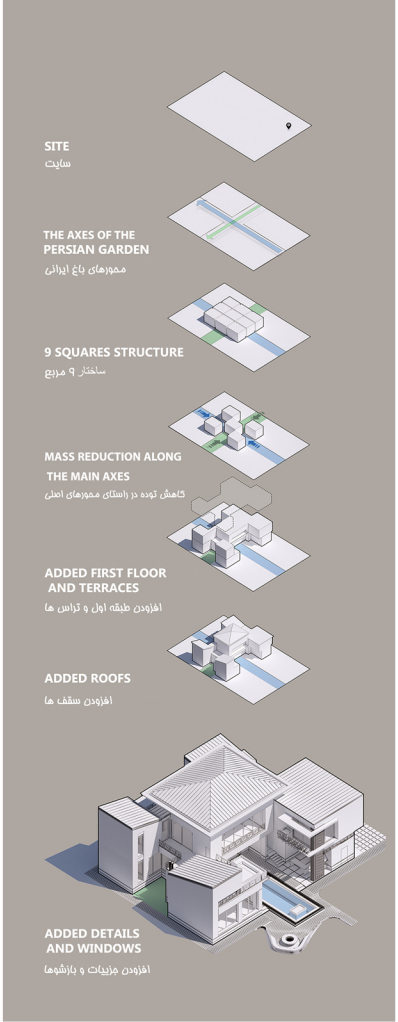 SITE
سایت
THE AXES OF THE
PERSIAN GARDEN
محورهای باغ ایرانی
9 SQUARES STRUCTURE
ساختار ۹ مربع
MASS REDUCTION ALONG
THE MAIN AXES
کاهش توده در راستای محورهای اصلی
ADDED FIRST FLOOR
AND TERRACES
افزودن طبقه اول و تراس ها
ADDED ROOFS
افزودن سقف ها
ADDED DETAILS
AND WINDOWS
افزودن جزییات و بازشوها